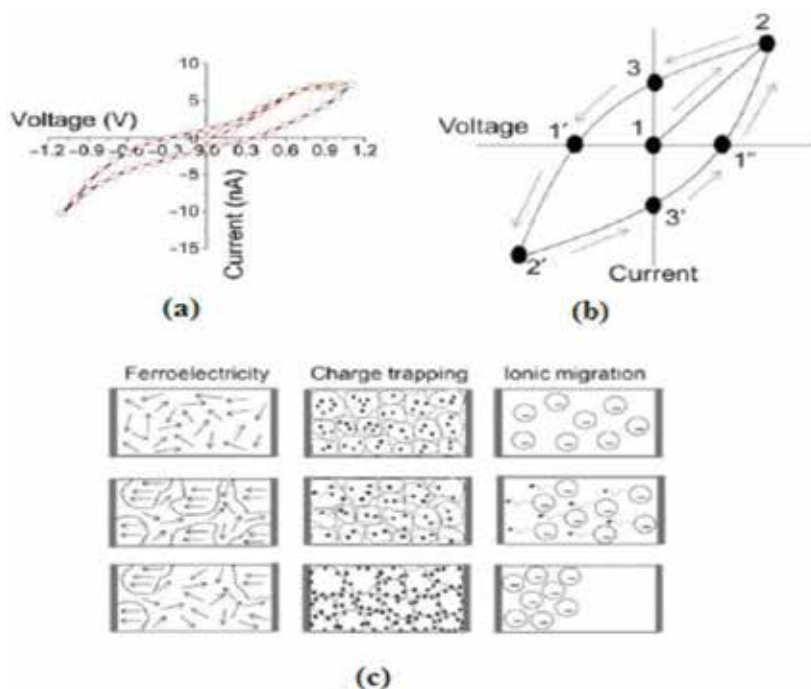 10
5
0
−5
−10
−15
Voltage (V)
−1.2 −0.9 −0.6 −0.3 0.0 0.3 0.6 0.9 1.2
Current (nA)
(a)
2
3
Voltage
1′
1
1″
3′
2′
Current
(b)
Ferroelectricity
Charge trapping
Ionic migration
(c)